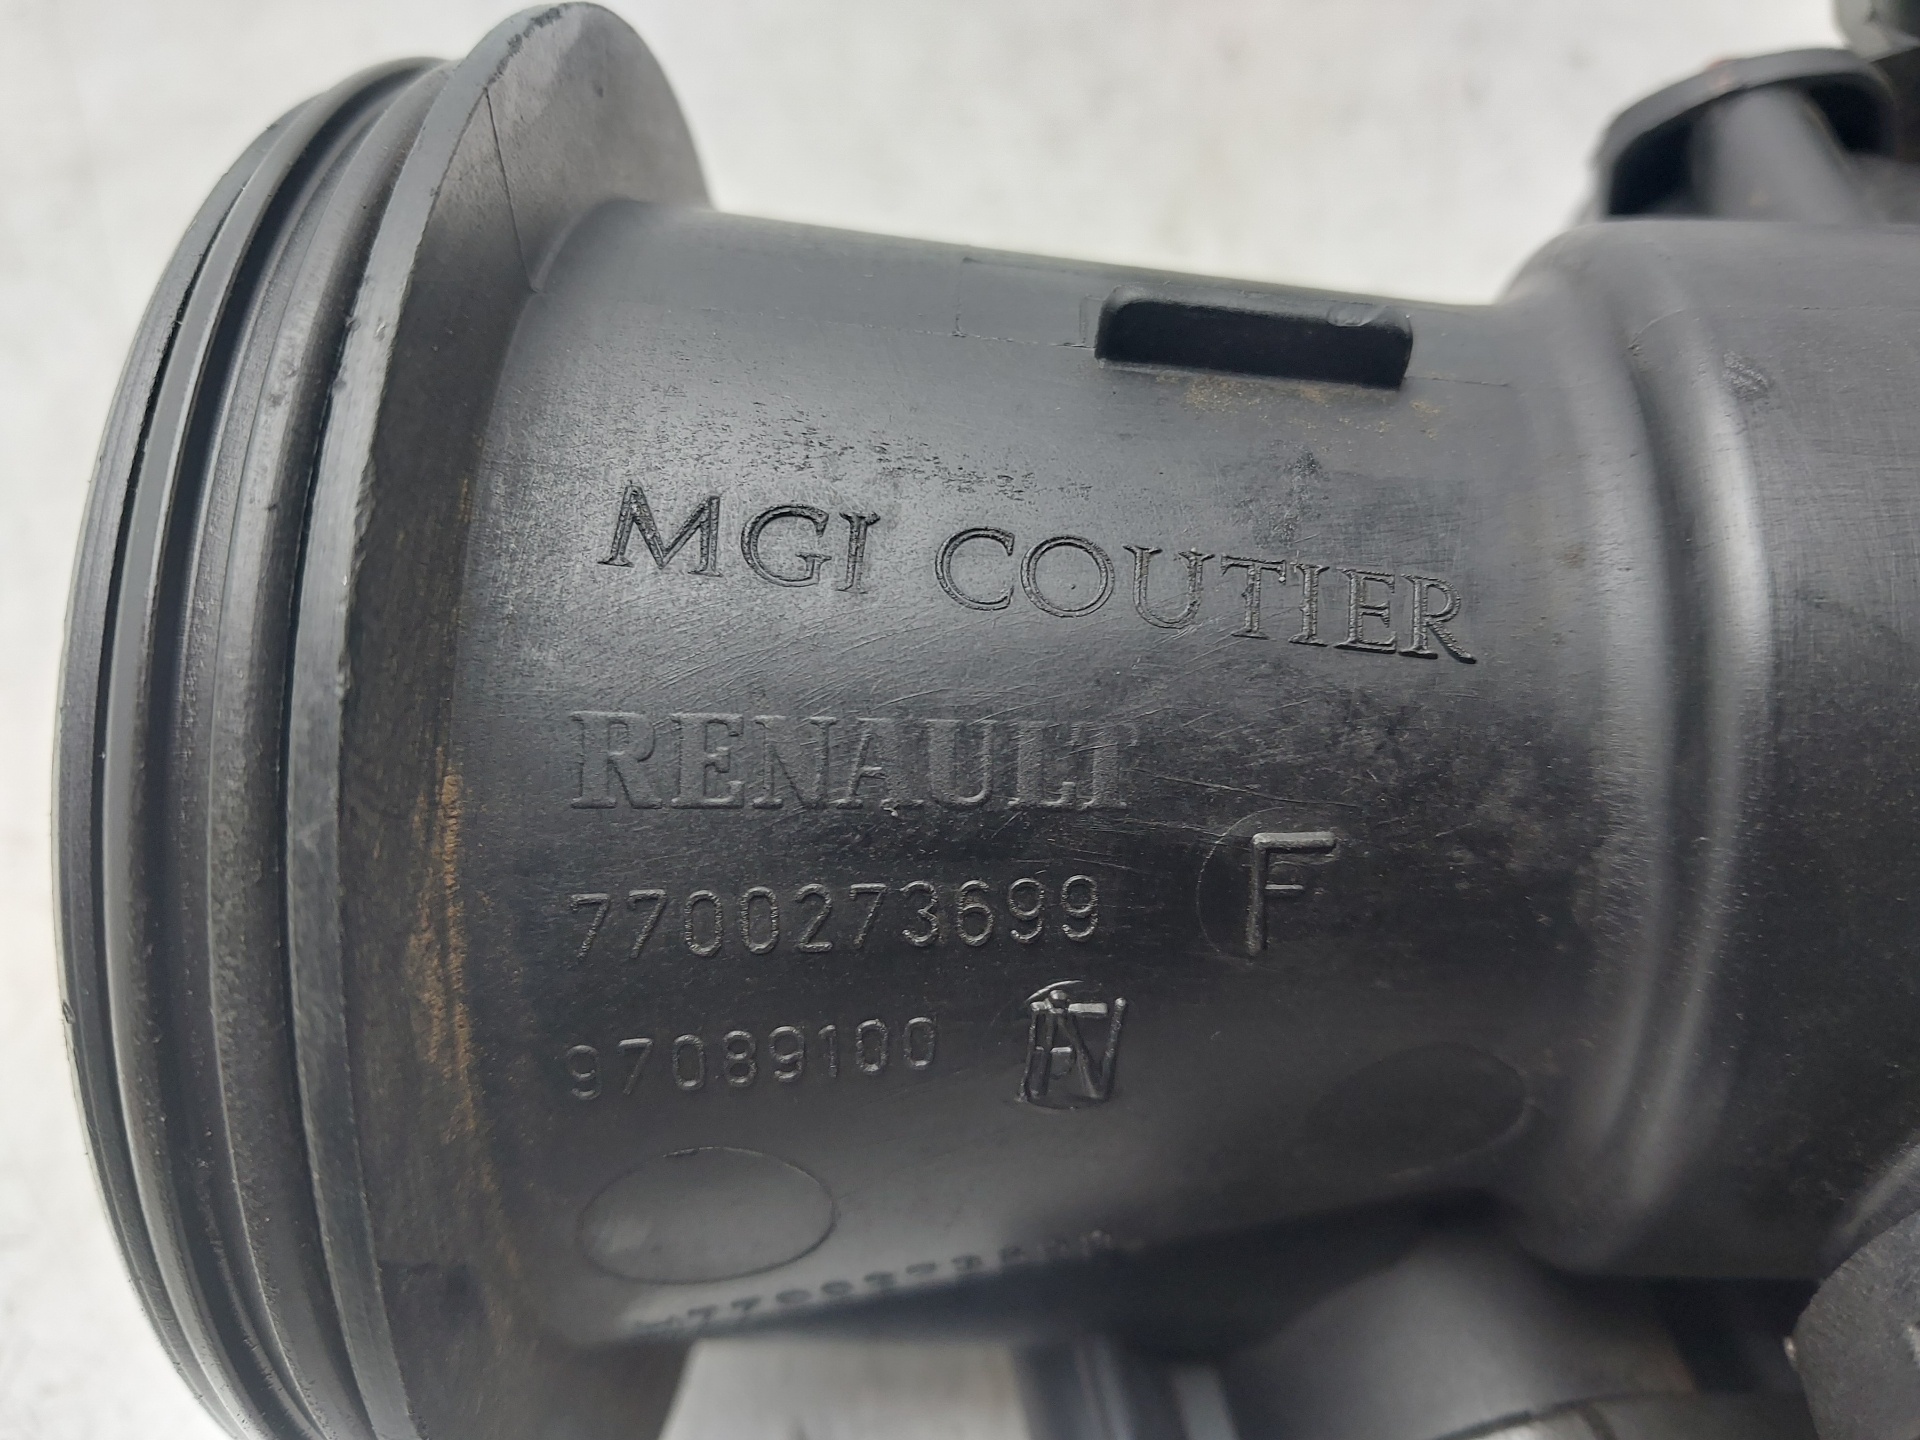 MGI COUTIER
RENAULT
7700273699 F
97089100